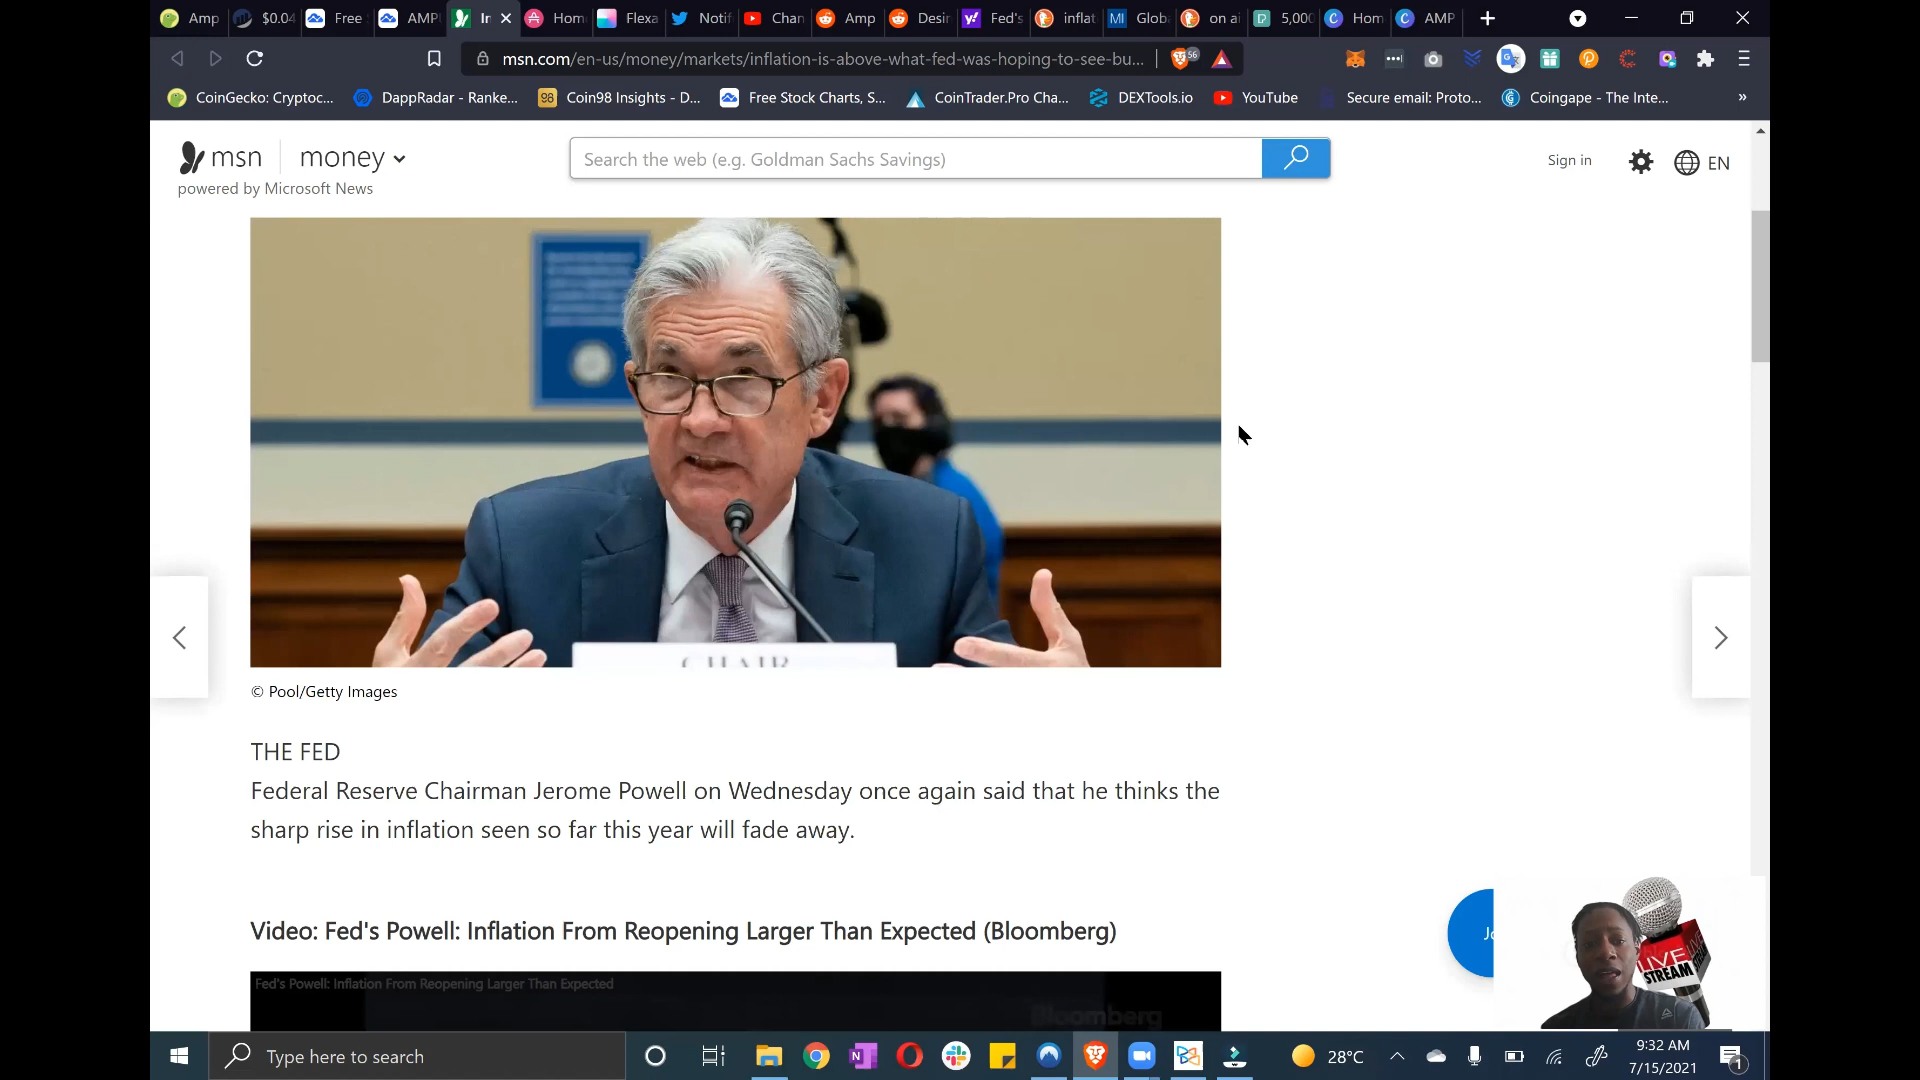 Amp
$0.04
Free
AMP
In
Hom
Flexa
Notif
Chan
Amp
Desir
Fed's
inflat
MI
Glob
on ai
5,000
Hom
AMP
msn.com/en-us/money/markets/inflation-is-above-what-fed-was-hoping-to-see-bu...
56
CoinGecko: Cryptoc...
DappRadar - Ranke...
98
Coin98 Insights - D...
Free Stock Charts, S...
CoinTrader.Pro Cha...
DEXTools.io
YouTube
Secure email: Proto...
Coingape - The Inte...
»
msn
money
powered by Microsoft News
Search the web (e.g. Goldman Sachs Savings)
Sign in
EN
CHAIR
© Pool/Getty Images
THE FED
Federal Reserve Chairman Jerome Powell on Wednesday once again said that he thinks the
sharp rise in inflation seen so far this year will fade away.
Video: Fed's Powell: Inflation From Reopening Larger Than Expected (Bloomberg)
Fed's Powell: Inflation From Reopening Larger Than Expected
Bloomberg
LIVE
STREAM
Type here to search
28°C
9:32 AM
7/15/2021
1